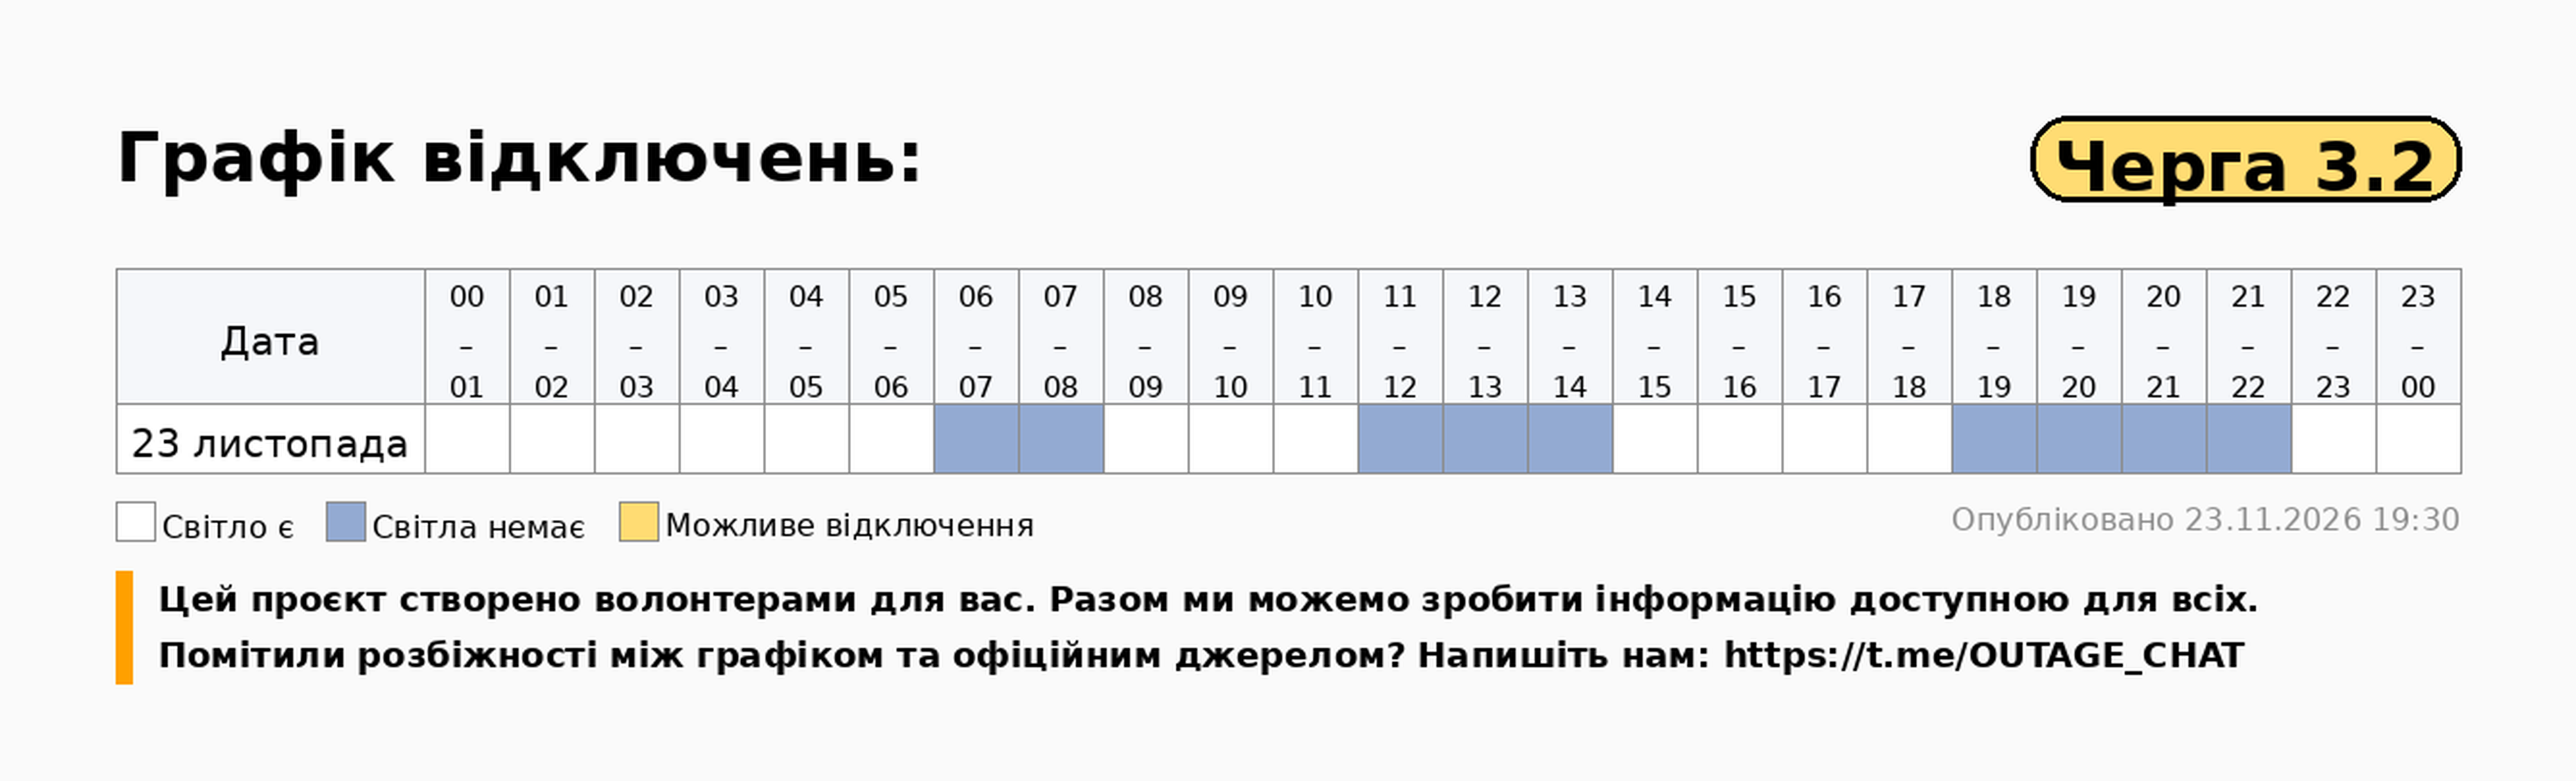 Графік відключень:
Черга 3.2
Дата 00 – 01 01 – 02 02 – 03 03 – 04 04 – 05 05 – 06 06 – 07 07 – 08 08 – 09 09 – 10 10 – 11 11 – 12 12 – 13 13 – 14 14 – 15 15 – 16 16 – 17 17 – 18 18 – 19 19 – 20 20 – 21 21 – 22 22 – 23 23 – 00
23 листопада
Світло є Світла немає Можливе відключення
Опубліковано 23.11.2026 19:30
Цей проєкт створено волонтерами для вас. Разом ми можемо зробити інформацію доступною для всіх.
Помітили розбіжності між графіком та офіційним джерелом? Напишіть нам: https://t.me/OUTAGE_CHAT